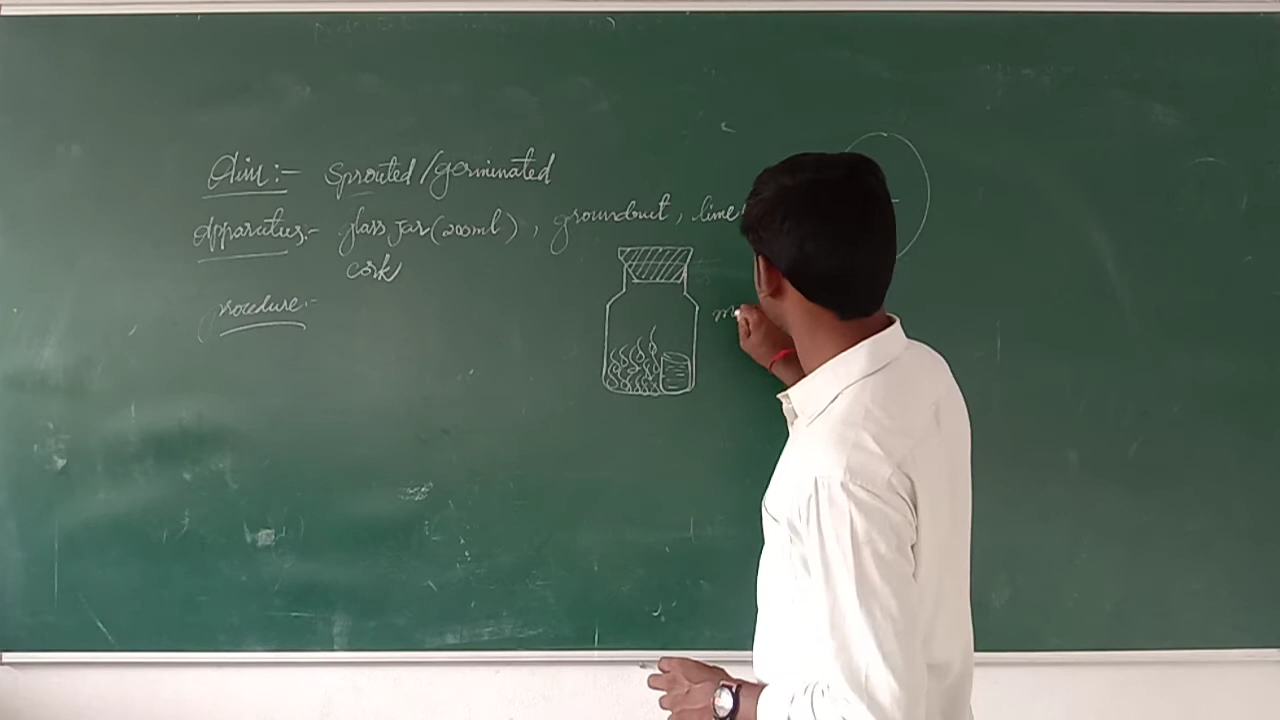 Aim:- Sprouted/germinated
Apparatus:- glass jar(200ml), groundnut, lime
cork
procedure:-